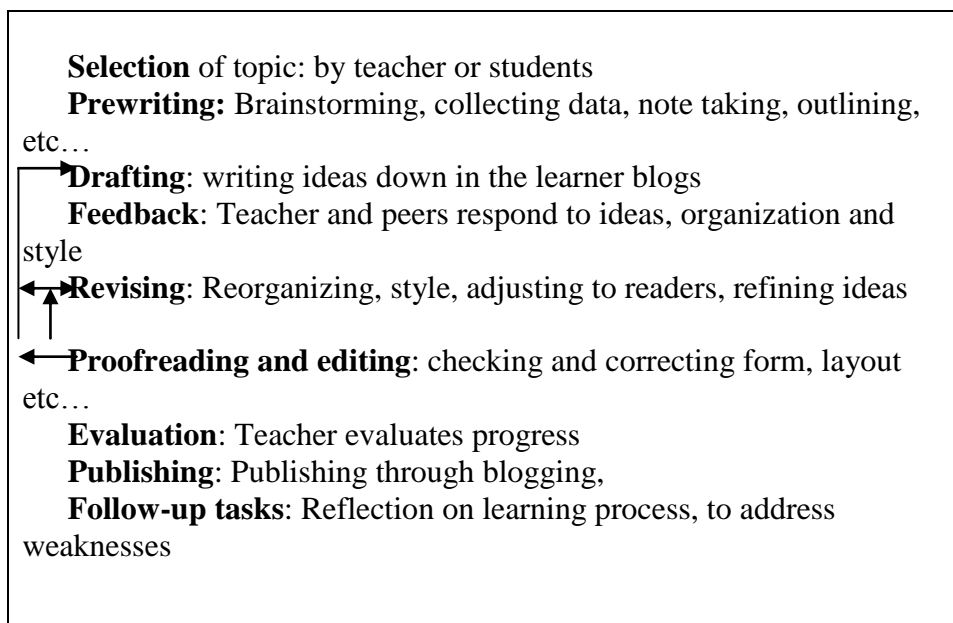 Selection of topic: by teacher or students
Prewriting: Brainstorming, collecting data, note taking, outlining,
etc…
Drafting: writing ideas down in the learner blogs
Feedback: Teacher and peers respond to ideas, organization and
style
Revising: Reorganizing, style, adjusting to readers, refining ideas
Proofreading and editing: checking and correcting form, layout
etc…
Evaluation: Teacher evaluates progress
Publishing: Publishing through blogging,
Follow-up tasks: Reflection on learning process, to address
weaknesses